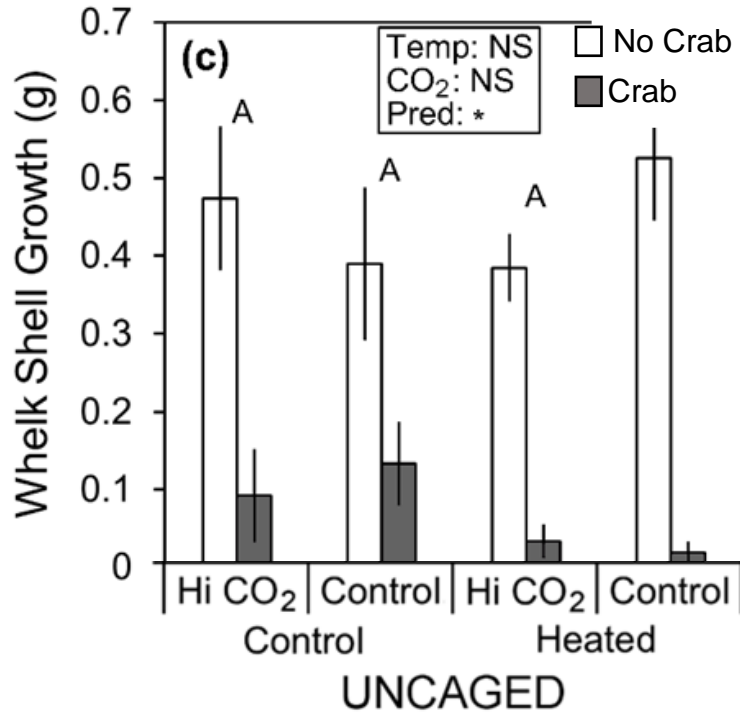 (c)
Temp: NS
CO₂: NS
Pred: *
No Crab
Crab
Whelk Shell Growth (g)
0.7
0.6
0.5
0.4
0.3
0.2
0.1
0
A
A
A
Hi CO₂ Control Hi CO₂ Control
Control Heated
UNCAGED